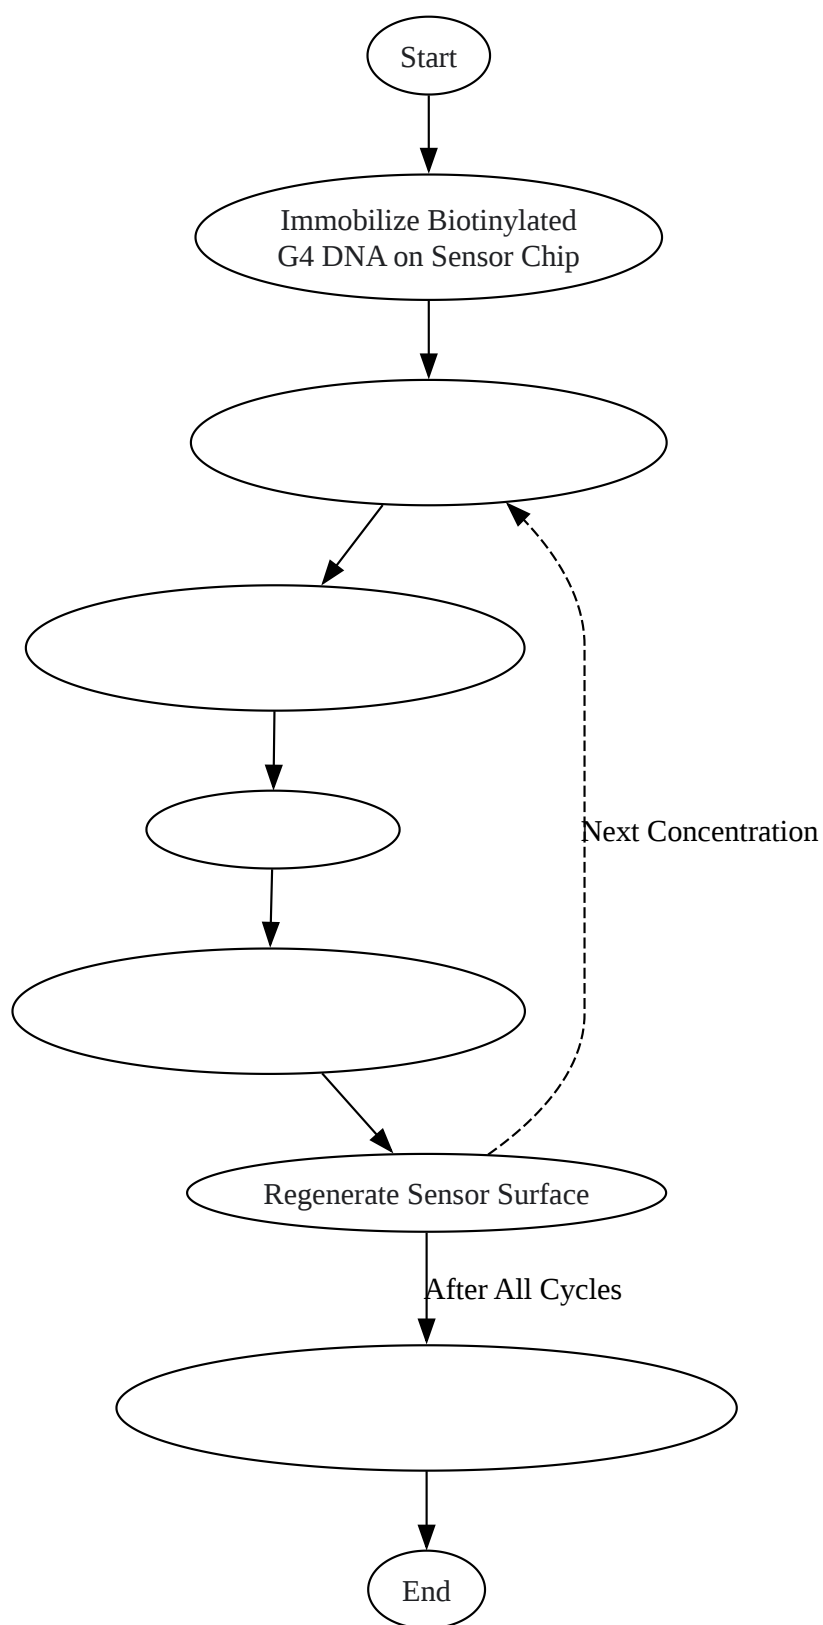 Start
Immobilize Biotinylated
G4 DNA on Sensor Chip
Next Concentration
Regenerate Sensor Surface
After All Cycles
End